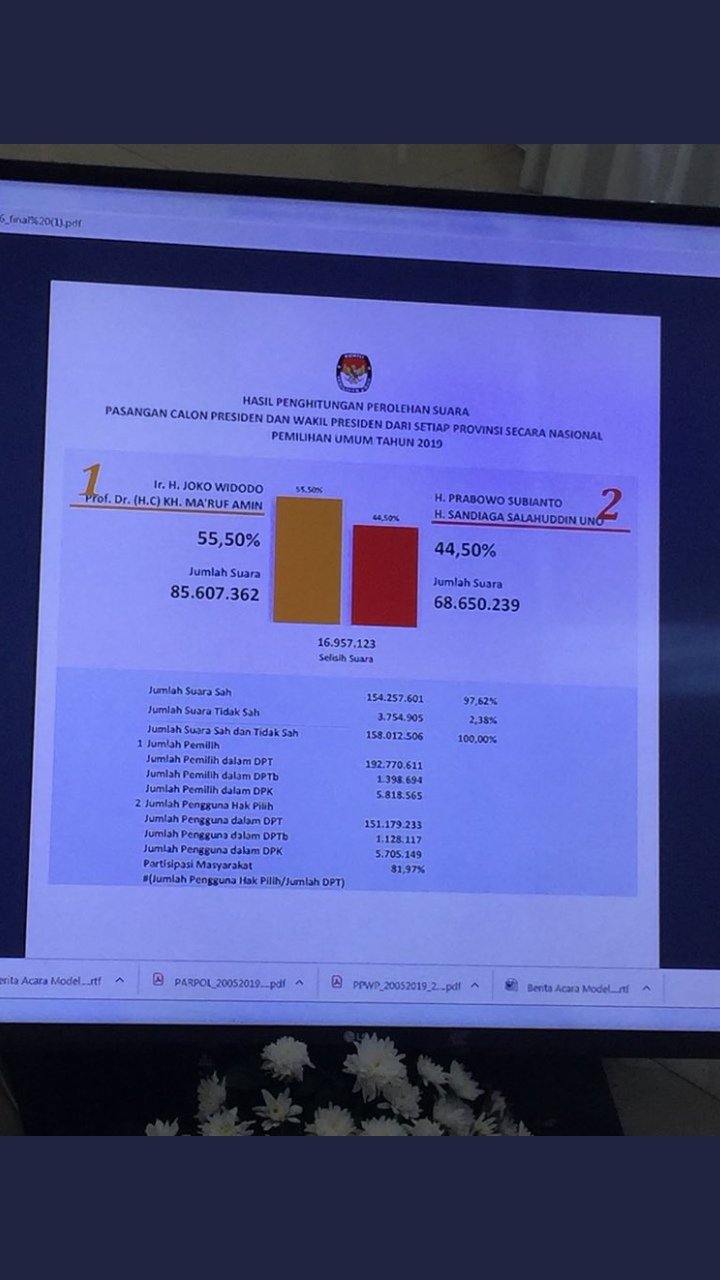 6_final%20(1).pdf
HASIL PENGHITUNGAN PEROLEHAN SUARA
PASANGAN CALON PRESIDEN DAN WAKIL PRESIDEN DARI SETIAP PROVINSI SECARA NASIONAL
PEMILIHAN UMUM TAHUN 2019
1
Ir. H. JOKO WIDODO
Prof. Dr. (H.C) KH. MA'RUF AMIN
55,50%
Jumlah Suara
85.607.362
55,50%
44,50%
2
H. PRABOWO SUBIANTO
H. SANDIAGA SALAHUDDIN UNO
44,50%
Jumlah Suara
68.650.239
16.957.123
Selisih Suara
Jumlah Suara Sah 154.257.601 97,62%
Jumlah Suara Tidak Sah 3.754.905 2,38%
Jumlah Suara Sah dan Tidak Sah 158.012.506 100,00%
1 Jumlah Pemilih
Jumlah Pemilih dalam DPT 192.770.611
Jumlah Pemilih dalam DPTb 1.398.694
Jumlah Pemilih dalam DPK 5.818.565
2 Jumlah Pengguna Hak Pilih
Jumlah Pengguna dalam DPT 151.179.233
Jumlah Pengguna dalam DPTb 1.128.117
Jumlah Pengguna dalam DPK 5.705.149
Partisipasi Masyarakat 81,97%
#(Jumlah Pengguna Hak Pilih/Jumlah DPT)
erita Acara Model....rtf
PARPOL_20052019....pdf
PPWP_20052019_2....pdf
Berita Acara Model....rtf
LG